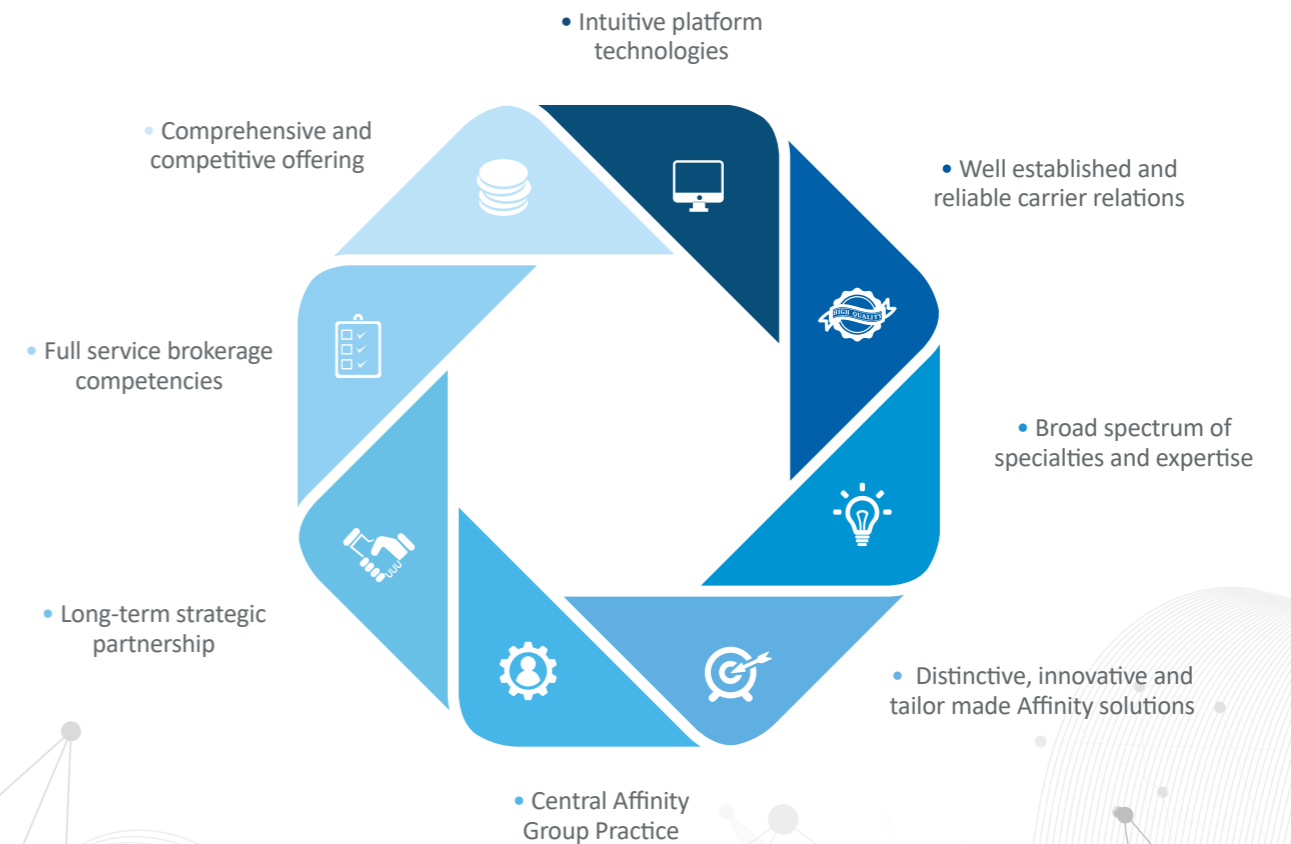 • Intuitive platform
technologies
• Comprehensive and
competitive offering
• Well established and
reliable carrier relations
HIGH QUALITY
• Full service brokerage
competencies
• Broad spectrum of
specialties and expertise
• Long-term strategic
partnership
• Distinctive, innovative and
tailor made Affinity solutions
• Central Affinity
Group Practice